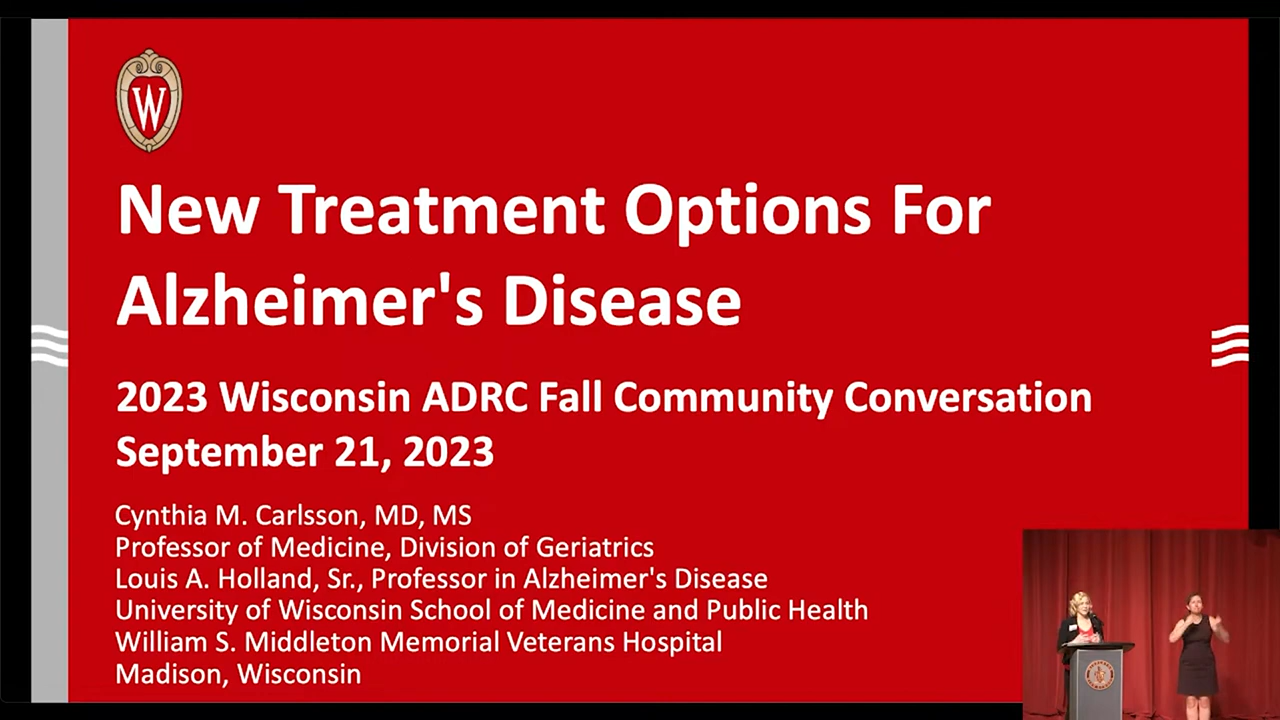 W
New Treatment Options For
Alzheimer's Disease
2023 Wisconsin ADRC Fall Community Conversation
September 21, 2023
Cynthia M. Carlsson, MD, MS
Professor of Medicine, Division of Geriatrics
Louis A. Holland, Sr., Professor in Alzheimer's Disease
University of Wisconsin School of Medicine and Public Health
William S. Middleton Memorial Veterans Hospital
Madison, Wisconsin